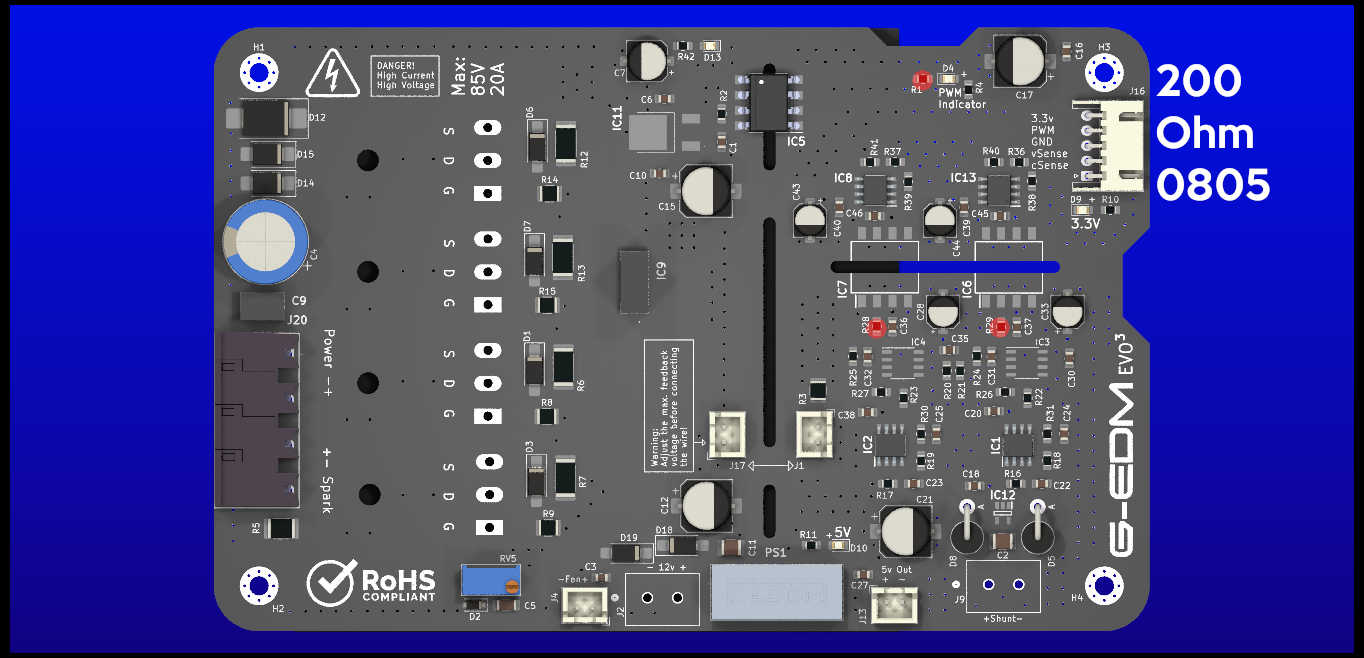 H1
DANGER!
High Current
High Voltage
Max:
85V
20A
C7
R42
D13
C6
R2
IC11
C1
IC5
R1
D4
+
R4
PWM
Indicator
C17
C16
H3
J16
200
Ohm
0805
3.3v
PWM
GND
vSense
cSense
D9 +
R10
3.3V
D12
D15
D14
C4
+
C9
J20
Power -+
+- Spark
R5
S
D
G
D6
R12
R14
S
D
G
D7
R13
R15
S
D
G
D1
R6
R8
S
D
G
D3
R7
R9
C10
C15
IC9
C43
R41
R37
IC8
R39
C46
C40
R40
R36
IC13
R38
C45
C39
C44
IC7
IC6
R28
C36
C28
R29
C37
C33
IC4
C35
IC3
R25
C32
R20
R21
R24
C31
C30
R27
R23
R26
R22
R3
C38
C20
IC2
R30
C25
R19
IC1
R31
C24
R18
R17
C23
C18
R16
C22
IC12
A
A
D8
C2
D5
G-EDM EVO³
Warning:
Adjust the max. feedback
voltage before connecting
the wire!
J17
J1
C12
D18
D19
C11
PS1
R11
+
5V
D10
C21
H2
RoHS
COMPLIANT
RV5
D2
C5
C3
-Fen+
J4
- 12v +
J2
C27
5v Out
+ -
J13
J9
+Shunt-
H4